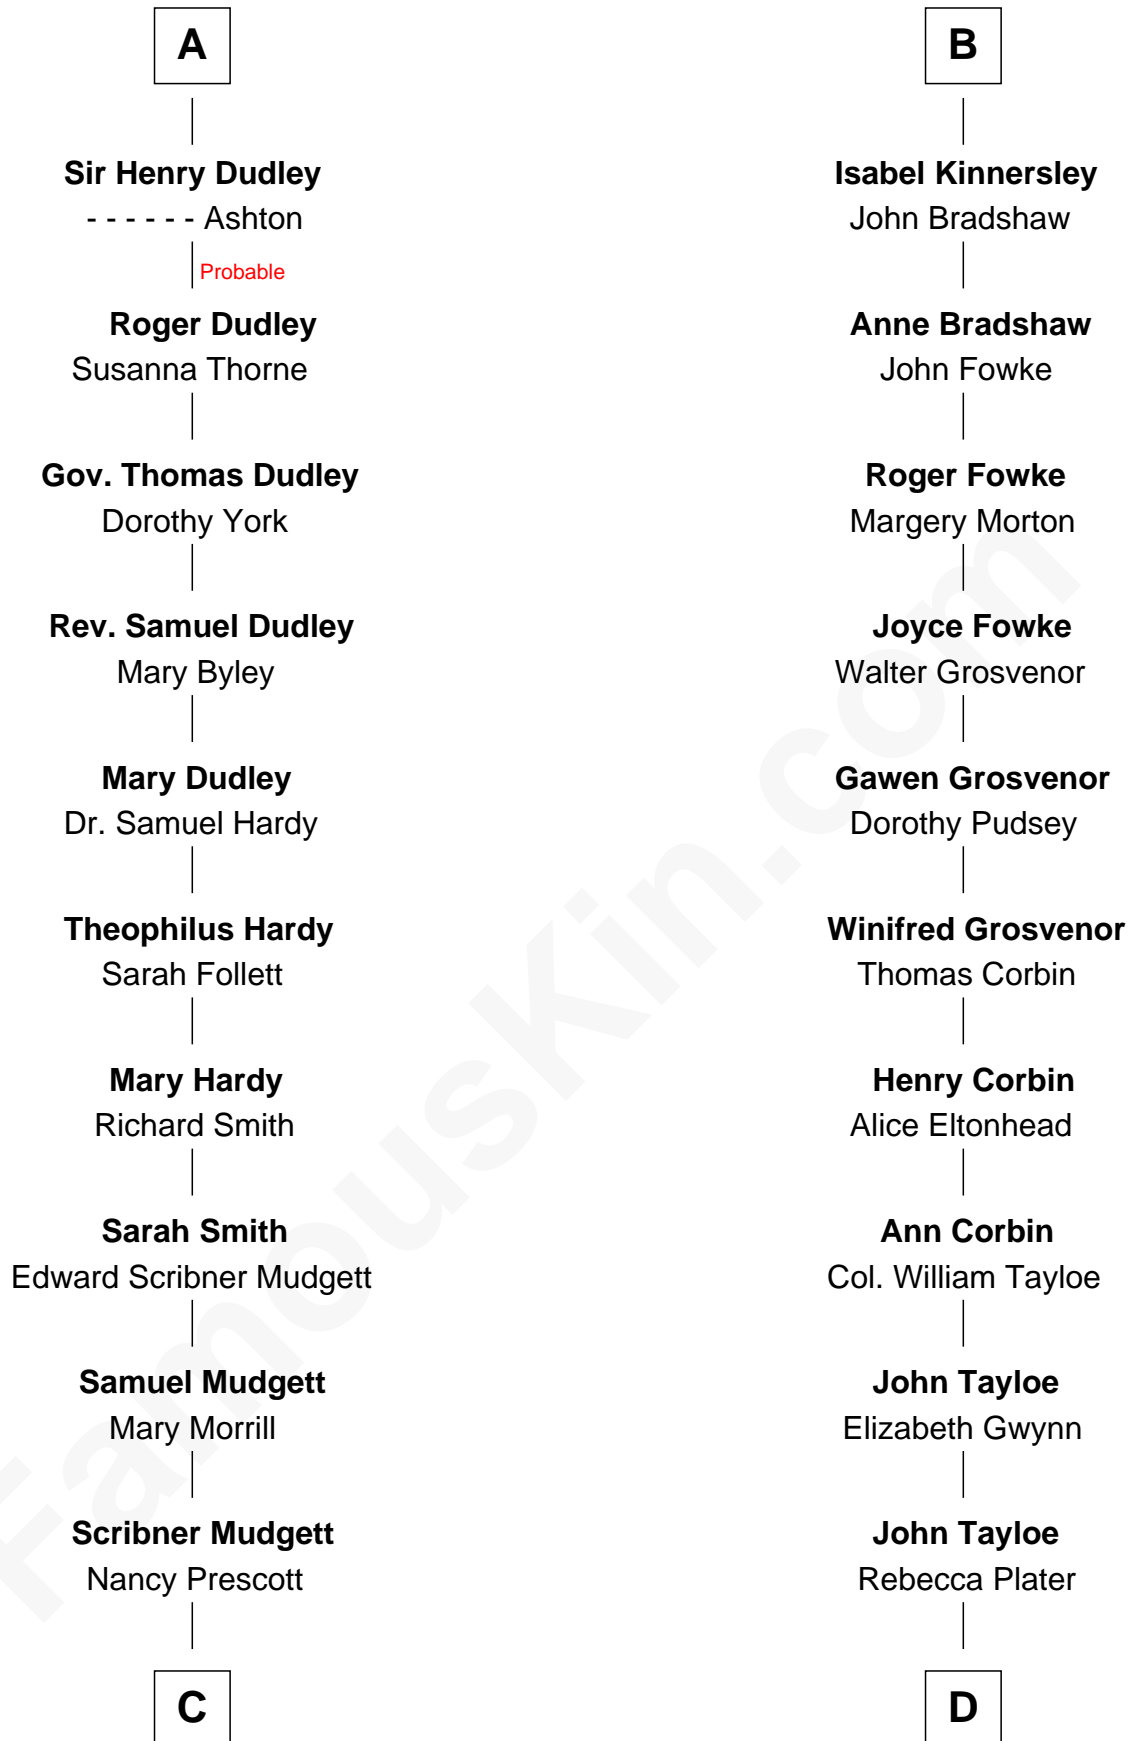 A
Sir Henry Dudley
- - - - - - Ashton
Probable
Roger Dudley
Susanna Thorne
Gov. Thomas Dudley
Dorothy York
Rev. Samuel Dudley
Mary Byley
Mary Dudley
Dr. Samuel Hardy
Theophilus Hardy
Sarah Follett
Mary Hardy
Richard Smith
Sarah Smith
Edward Scribner Mudgett
Samuel Mudgett
Mary Morrill
Scribner Mudgett
Nancy Prescott
C
B
Isabel Kinnersley
John Bradshaw
Anne Bradshaw
John Fowke
Roger Fowke
Margery Morton
Joyce Fowke
Walter Grosvenor
Gawen Grosvenor
Dorothy Pudsey
Winifred Grosvenor
Thomas Corbin
Henry Corbin
Alice Eltonhead
Ann Corbin
Col. William Tayloe
John Tayloe
Elizabeth Gwynn
John Tayloe
Rebecca Plater
D
FamousKin.com